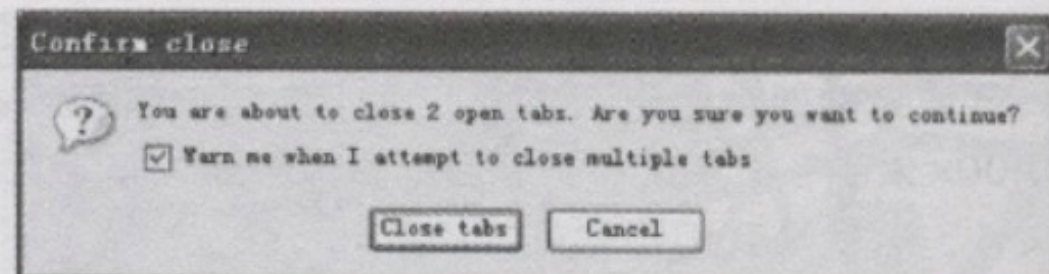 Confirm close
You are about to close 2 open tabs. Are you sure you want to continue?
Warn me when I attempt to close multiple tabs
Close tabs
Cancel